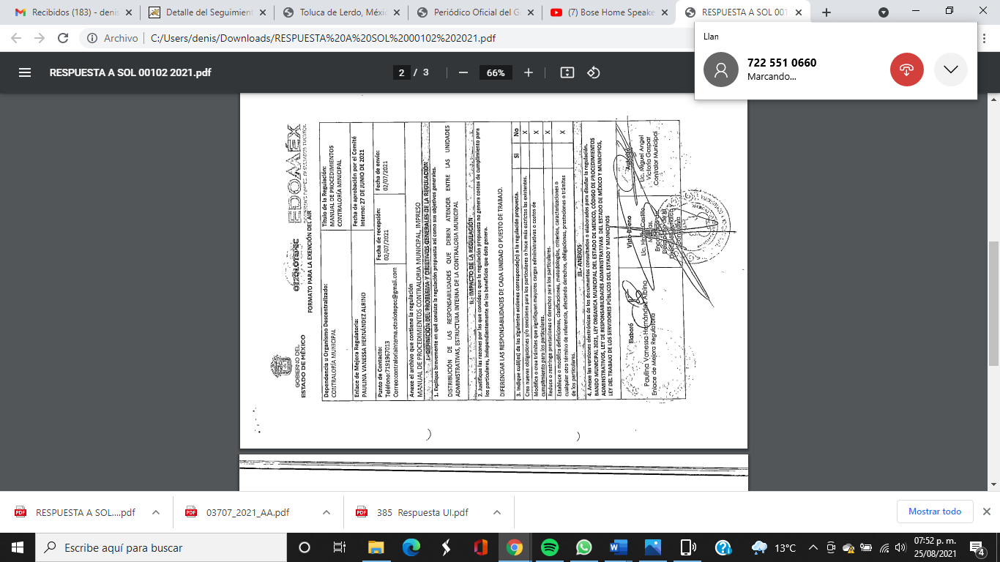 Recibidos (183) - denis
Detalle del Seguimient
Toluca de Lerdo, Méxic
Periódico Oficial del G
(7) Bose Home Speake
RESPUESTA A SOL 001
Archivo
C:/Users/denis/Downloads/RESPUESTA%20A%20SOL%2000102%202021.pdf
Llan
722 551 0660
Marcando...
RESPUESTA A SOL 00102 2021.pdf
2 / 3
66%
GOBIERNO DEL
ESTADO DE MÉXICO
OTZOLOTEPEC
EDOMÉX
FORMATO PARA LA EXENCIÓN DEL AIR
Dependencia u Organismo Descentralizado:
CONTRALORÍA MUNICIPAL
Título de la Regulación:
MANUAL DE PROCEDIMIENTOS
CONTRALORÍA MINICIPAL
Enlace de Mejora Regulatoria:
PAULINA VANESSA HERNÁNDEZ ALBINO
Fecha de aprobación por el Comité
Interno: 27 DE JUNIO DE 2021
Punto de Contacto:
Teléfono:7191967013
Correo:contraloriainterna.otzolotepec@gmail.com
Fecha de recepción:
02/07/2021
Fecha de envío:
02/07/2021
Anexe el archivo que contiene la regulación
MANUAL DE PROCEDIMIENTOS CONTRALORIA MUNICIPAL, IMPRESO
I.-DEFINICIÓN DEL PROBLEMA Y OBJETIVOS GENERALES DE LA REGULACIÓN
1. Explique brevemente en qué consiste la regulación propuesta así como sus objetivos generales.
DISTRIBUCIÓN DE LAS RESPONSABILIDADES QUE DEBEN ATENDER ENTRE LAS UNIDADES
ADMINISTRATIVAS, ESTRUCTURA INTERNA DE LA CONTRALORIA MUNICIPAL
II.- IMPACTO DE LA REGULACIÓN
2. Justifique las razones por las que considera que la regulación propuesta no genera costos de cumplimiento para
los particulares, independientemente de los beneficios que ésta genera.
DIFERENCIAR LAS RESPONSABILIDADES DE CADA UNIDAD O PUESTO DE TRABAJO.
3. Indique cuál(es) de las siguientes acciones corresponde(n) a la regulación propuesta.
Si
No
Crea nuevas obligaciones y/o sanciones para los particulares o hace más estrictas las existentes.
X
Modifica o crea trámites que signifiquen mayores cargas administrativas o costos de
cumplimiento para los particulares.
X
Reduce o restringe prestaciones o derechos para los particulares.
X
Establece o modifica definiciones, clasificaciones, metodologías, criterios, caracterizaciones o
cualquier otro término de referencia, afectando derechos, obligaciones, prestaciones o trámites
de los particulares.
X
III.- ANEXOS
4. Anexe las versiones electrónicas de los documentos consultados o elaborados para diseñar la regulación.
BANDO MUNICIPAL 2021, LEY ORGANICA MUNICIPAL DEL ESTADO DE MEXICO, CÓDIGO DE PROCEDIMIENTOS
ADMINISTRATIVOS, LEY DE RESPONSABILIDADES ADMINISTRATIVAS DEL ESTADO DE MÉXICO Y MUNICIPIOS,
LEY DEL TRABAJO DE LOS SERVIDORES PÚBLICOS DEL ESTADO Y MUNICIPIOS
Elaboró
Paulina Vanessa Hernández Albino
Enlace de Mejora Regulatoria
Visto Bueno
Autorizó
Lic. Miguel Angel
Victoria Gaspar
Contralor Municipal
RESPUESTA A SOL....pdf
03707_2021_AA.pdf
385 Respuesta UI.pdf
Mostrar todo
Escribe aquí para buscar
13°C
07:52 p. m.
25/08/2021
4